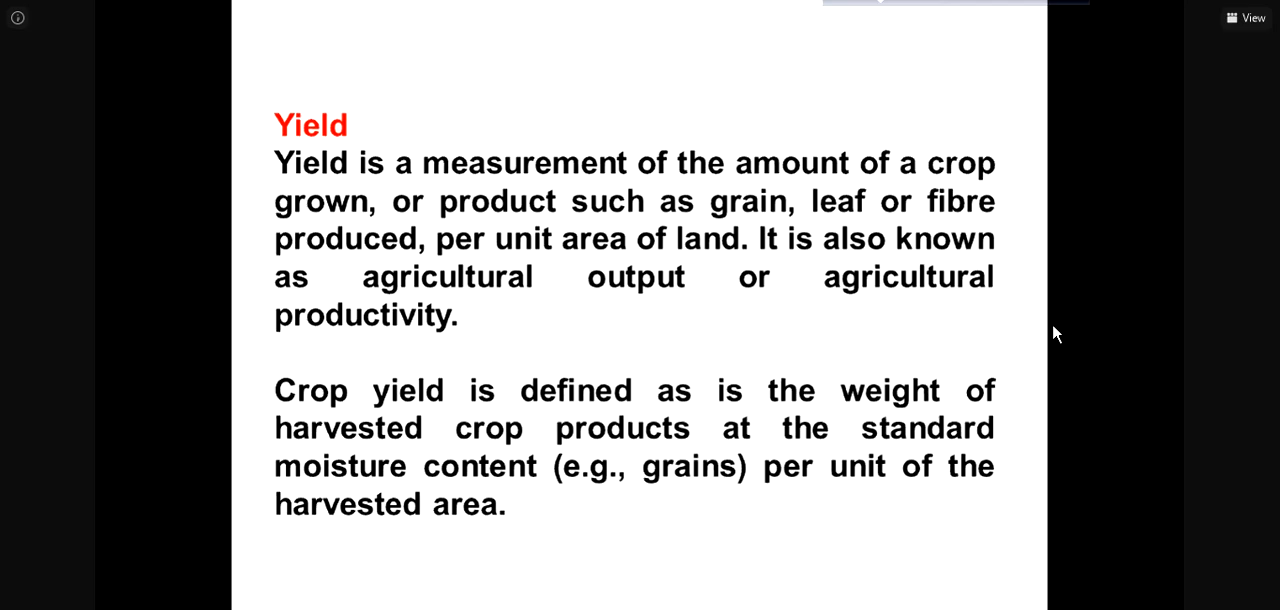 View
Yield
Yield is a measurement of the amount of a crop
grown, or product such as grain, leaf or fibre
produced, per unit area of land. It is also known
as agricultural output or agricultural
productivity.
Crop yield is defined as is the weight of
harvested crop products at the standard
moisture content (e.g., grains) per unit of the
harvested area.